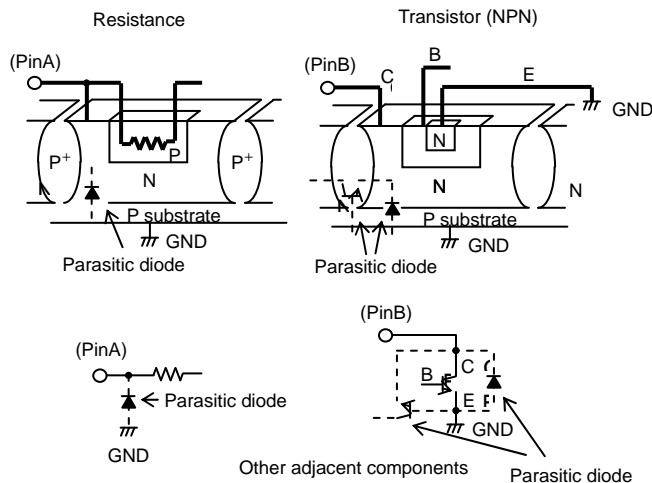 Resistance
Transistor (NPN)
(PinA)
(PinB)
C
B
E
GND
P+
N
P
P+
P substrate
GND
Parasitic diode
N
N
N
P substrate
GND
Parasitic diode
(PinA)
Parasitic diode
GND
(PinB)
B
C
E
GND
Other adjacent components
Parasitic diode